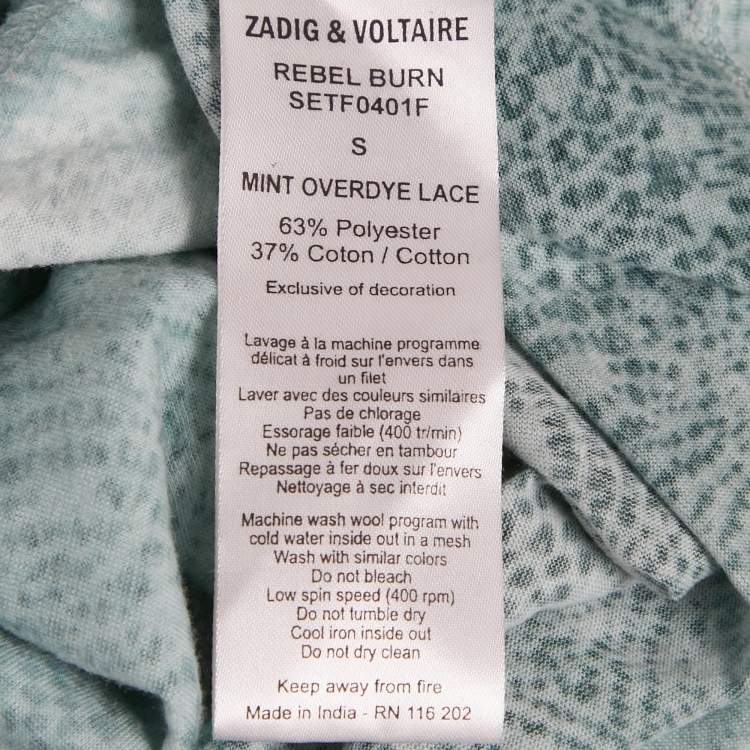 ZADIG & VOLTAIRE
REBEL BURN
SETF0401F
S
MINT OVERDYE LACE
63% Polyester
37% Coton / Cotton
Exclusive of decoration
Lavage à la machine programme
délicat à froid sur l'envers dans
un filet
Laver avec des couleurs similaires
Pas de chlorage
Essorage faible (400 tr/min)
Ne pas sécher en tambour
Repassage à fer doux sur l'envers
Nettoyage à sec interdit
Machine wash wool program with
cold water inside out in a mesh
Wash with similar colors
Do not bleach
Low spin speed (400 rpm)
Do not tumble dry
Cool iron inside out
Do not dry clean
Keep away from fire
Made in India - RN 116 202